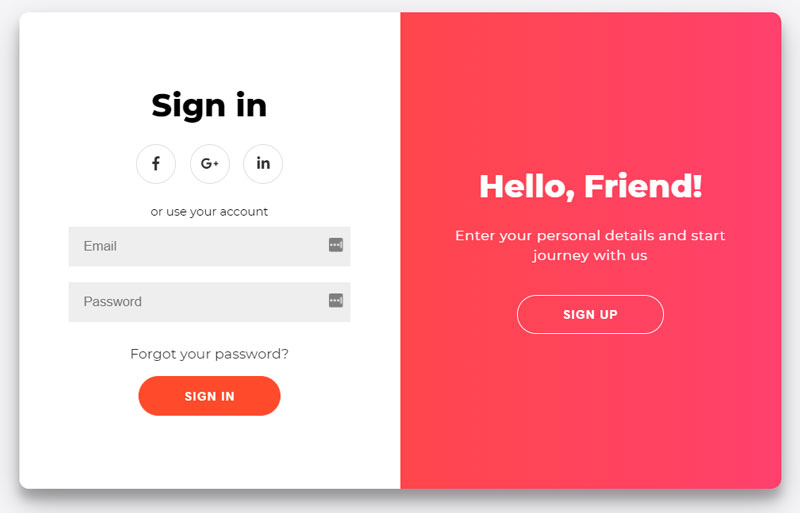 Sign in
f G+ in
or use your account
Email
Password
Forgot your password?
SIGN IN
Hello, Friend!
Enter your personal details and start
journey with us
SIGN UP